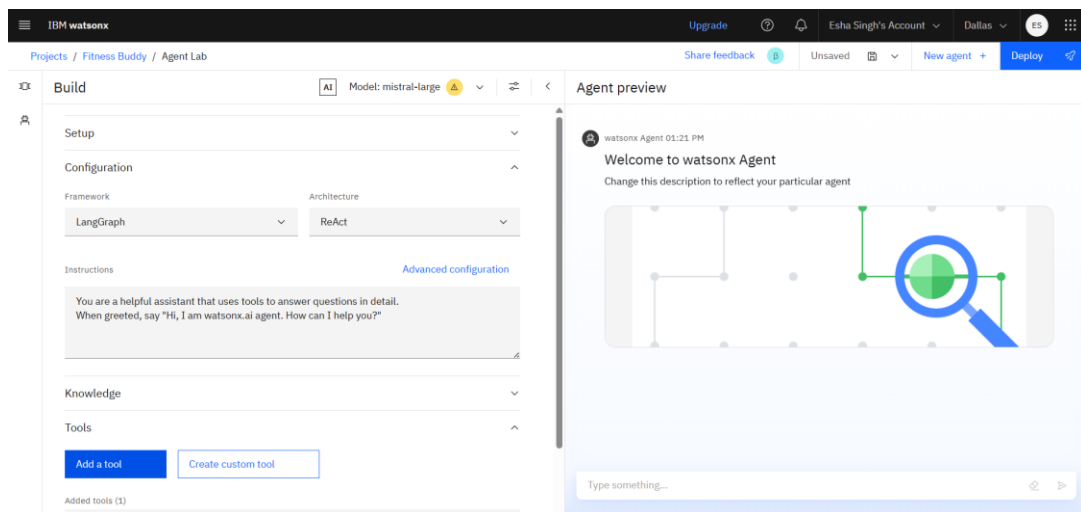 IBM watsonx
Upgrade
Esha Singh's Account
Dallas
ES
Projects / Fitness Buddy / Agent Lab
Share feedback
β
Unsaved
New agent +
Deploy
Build
AI
Model: mistral-large
Agent preview
Setup
Configuration
Framework
Architecture
LangGraph
ReAct
Instructions
Advanced configuration
You are a helpful assistant that uses tools to answer questions in detail.
When greeted, say "Hi, I am watsonx.ai agent. How can I help you?"
Knowledge
Tools
Add a tool
Create custom tool
Added tools (1)
watsonx Agent 01:21 PM
Welcome to watsonx Agent
Change this description to reflect your particular agent
Type something...